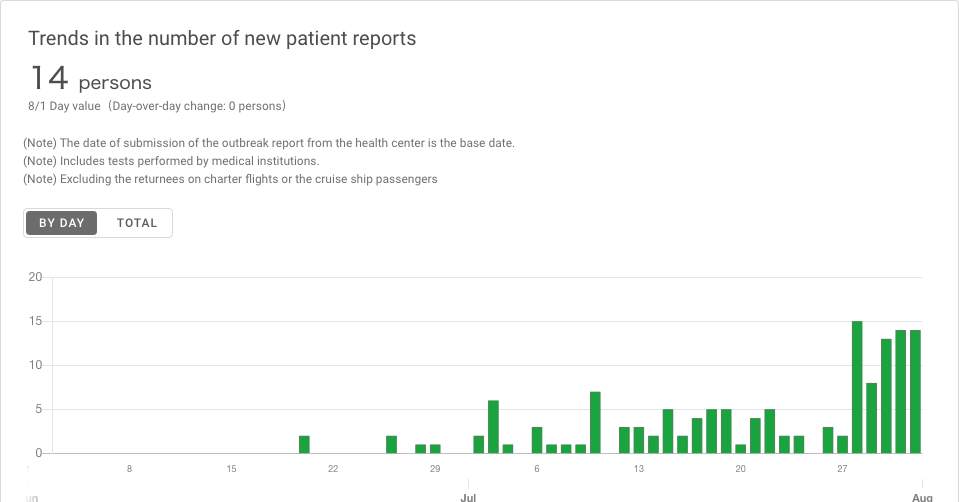 Trends in the number of new patient reports
14 persons
8/1 Day value（Day-over-day change: 0 persons）
(Note) The date of submission of the outbreak report from the health center is the base date.
(Note) Includes tests performed by medical institutions.
(Note) Excluding the returnees on charter flights or the cruise ship passengers
BY DAY TOTAL
20
15
10
5
0
8 15 22 29 6 13 20 27
Jul Aug